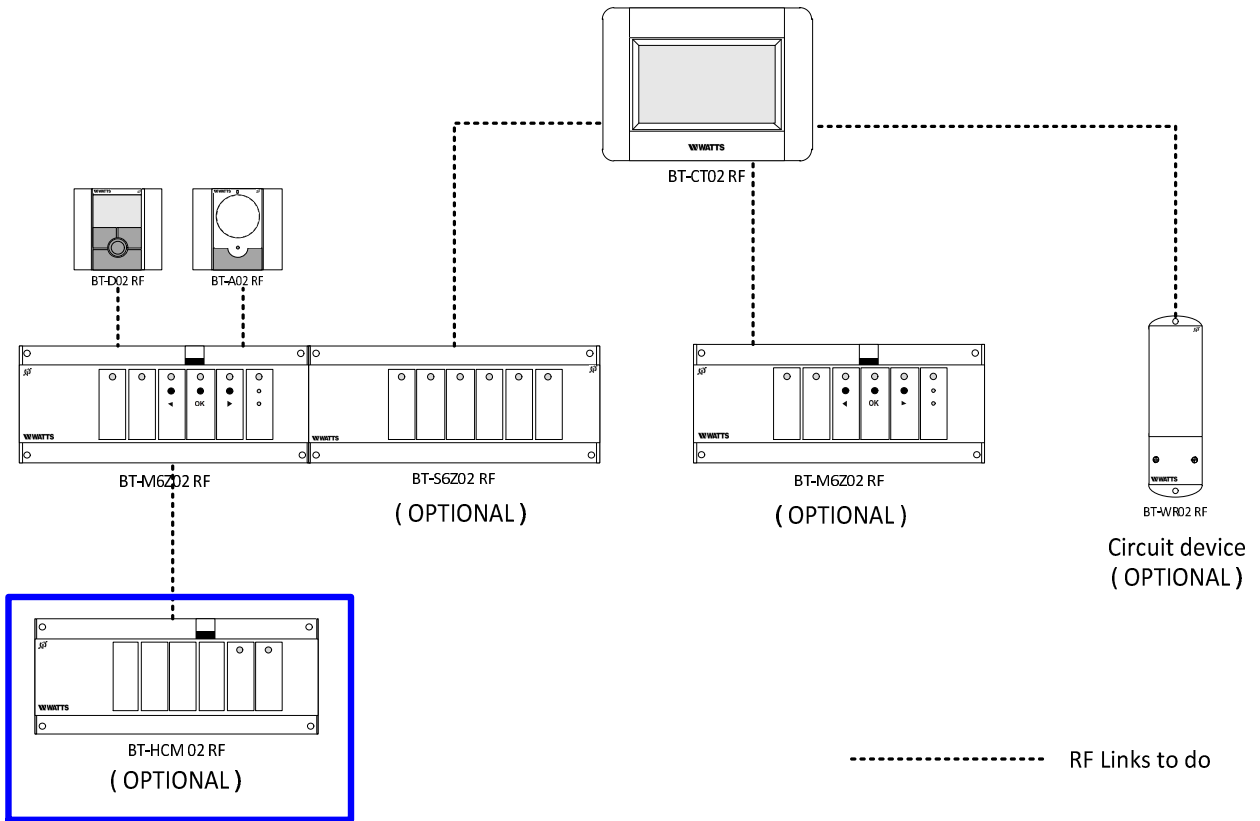 WATTS
BT-CT02 RF
WATTS
WATTS
BT-D02 RF
BT-A02 RF
OK
WATTS
WATTS
OK
WATTS
WATTS
BT-M6Z02 RF
BT-S6Z02 RF
( OPTIONAL )
BT-M6Z02 RF
( OPTIONAL )
BT-WR02 RF
Circuit device
( OPTIONAL )
WATTS
BT-HCM 02 RF
( OPTIONAL )
RF Links to do